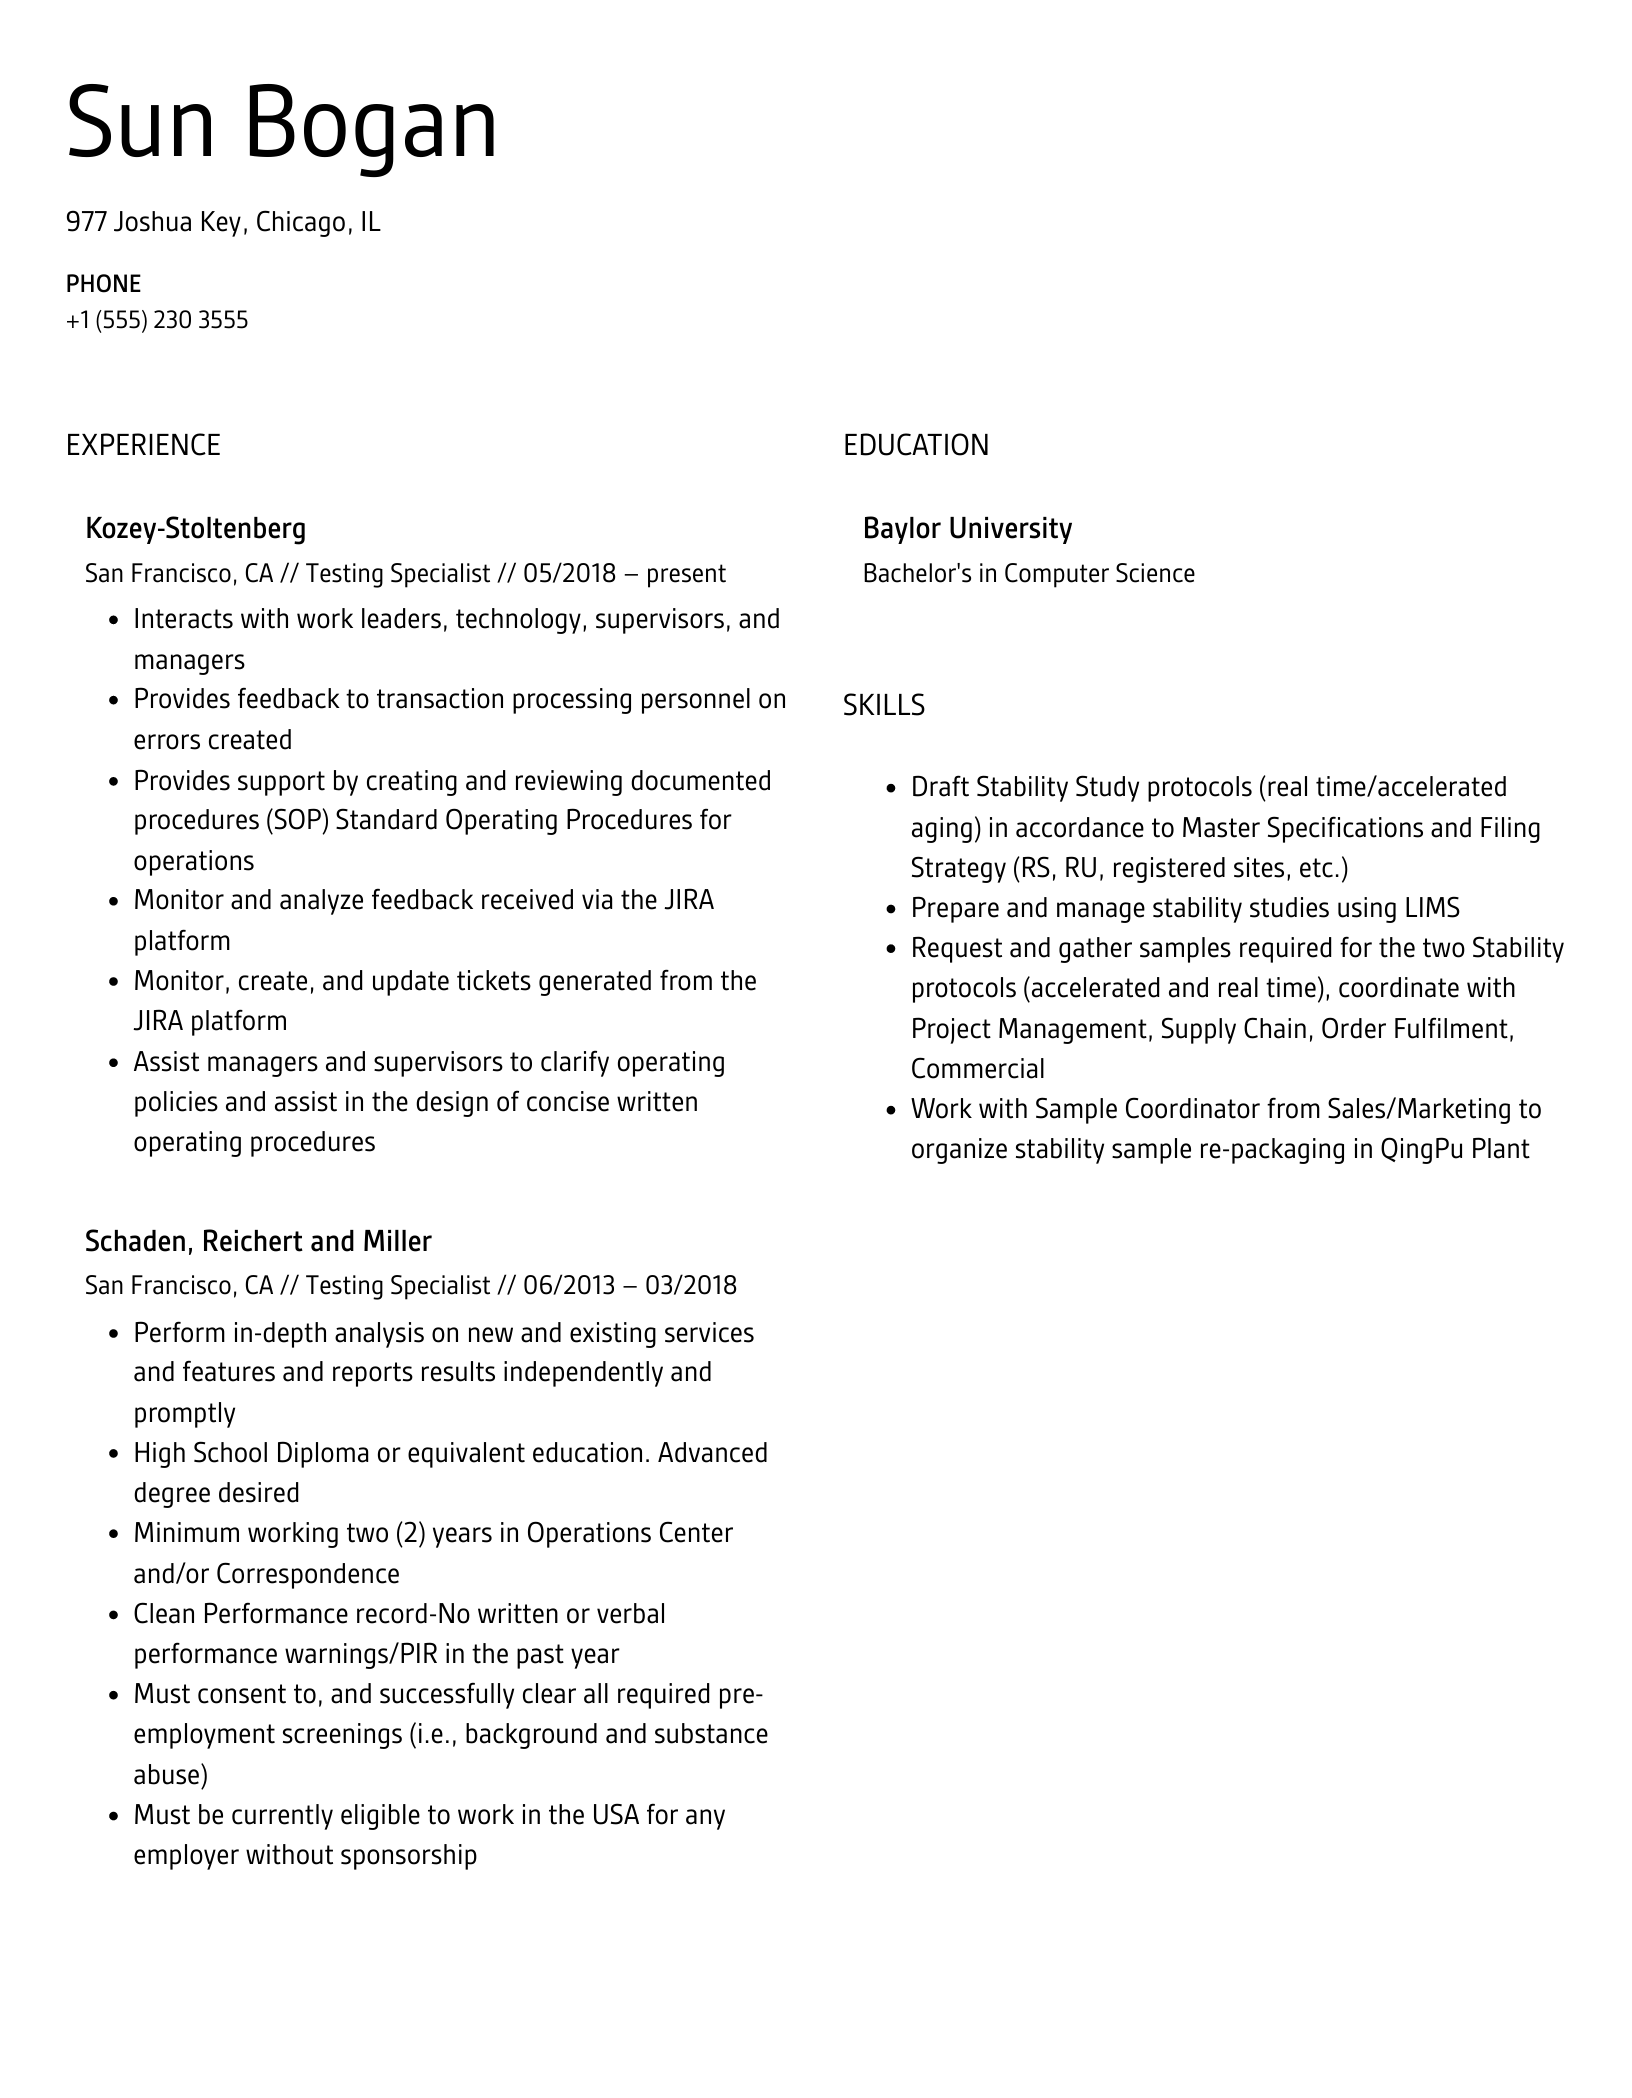 Sun Bogan
977 Joshua Key, Chicago, IL
PHONE
+1 (555) 230 3555
EXPERIENCE
Kozey-Stoltenberg
San Francisco, CA // Testing Specialist // 05/2018 – present
• Interacts with work leaders, technology, supervisors, and
managers
• Provides feedback to transaction processing personnel on
errors created
• Provides support by creating and reviewing documented
procedures (SOP) Standard Operating Procedures for
operations
• Monitor and analyze feedback received via the JIRA
platform
• Monitor, create, and update tickets generated from the
JIRA platform
• Assist managers and supervisors to clarify operating
policies and assist in the design of concise written
operating procedures
Schaden, Reichert and Miller
San Francisco, CA // Testing Specialist // 06/2013 – 03/2018
• Perform in-depth analysis on new and existing services
and features and reports results independently and
promptly
• High School Diploma or equivalent education. Advanced
degree desired
• Minimum working two (2) years in Operations Center
and/or Correspondence
• Clean Performance record-No written or verbal
performance warnings/PIR in the past year
• Must consent to, and successfully clear all required pre-
employment screenings (i.e., background and substance
abuse)
• Must be currently eligible to work in the USA for any
employer without sponsorship
EDUCATION
Baylor University
Bachelor's in Computer Science
SKILLS
• Draft Stability Study protocols (real time/accelerated
aging) in accordance to Master Specifications and Filing
Strategy (RS, RU, registered sites, etc.)
• Prepare and manage stability studies using LIMS
• Request and gather samples required for the two Stability
protocols (accelerated and real time), coordinate with
Project Management, Supply Chain, Order Fulfilment,
Commercial
• Work with Sample Coordinator from Sales/Marketing to
organize stability sample re-packaging in QingPu Plant